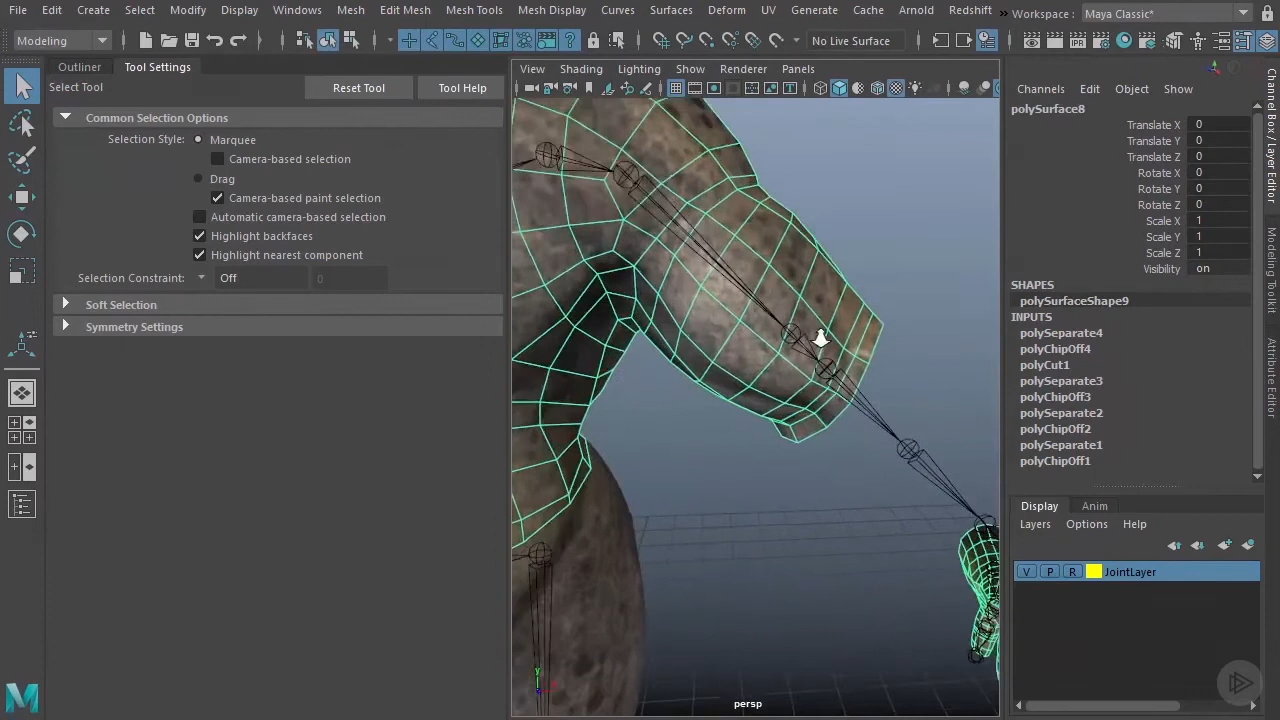 File Edit Create Select Modify Display Windows Mesh Edit Mesh Mesh Tools Mesh Display Curves Surfaces Deform UV Generate Cache Arnold Redshift » Workspace : Maya Classic*
Modeling No Live Surface
Outliner Tool Settings
Select Tool Reset Tool Tool Help
Common Selection Options
Selection Style: Marquee
Camera-based selection
Drag
Camera-based paint selection
Automatic camera-based selection
Highlight backfaces
Highlight nearest component
Selection Constraint: Off 0
Soft Selection
Symmetry Settings
View Shading Lighting Show Renderer Panels
persp
Channels Edit Object Show
polySurface8
Translate X 0
Translate Y 0
Translate Z 0
Rotate X 0
Rotate Y 0
Rotate Z 0
Scale X 1
Scale Y 1
Scale Z 1
Visibility on
SHAPES
polySurfaceShape9
INPUTS
polySeparate4
polyChipOff4
polyCut1
polySeparate3
polyChipOff3
polySeparate2
polyChipOff2
polySeparate1
polyChipOff1
Display Anim
Layers Options Help
V P R JointLayer
Channel Box / Layer Editor
Modeling Toolkit
Attribute Editor